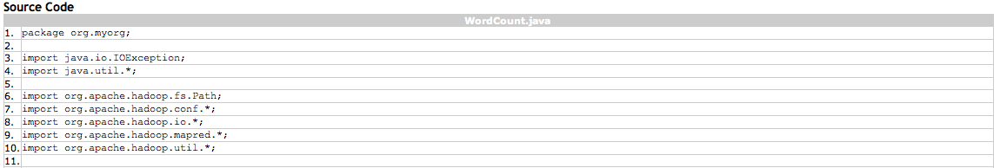 Source Code
WordCount.java
1. package org.myorg;
2.
3. import java.io.IOException;
4. import java.util.*;
5.
6. import org.apache.hadoop.fs.Path;
7. import org.apache.hadoop.conf.*;
8. import org.apache.hadoop.io.*;
9. import org.apache.hadoop.mapred.*;
10. import org.apache.hadoop.util.*;
11.